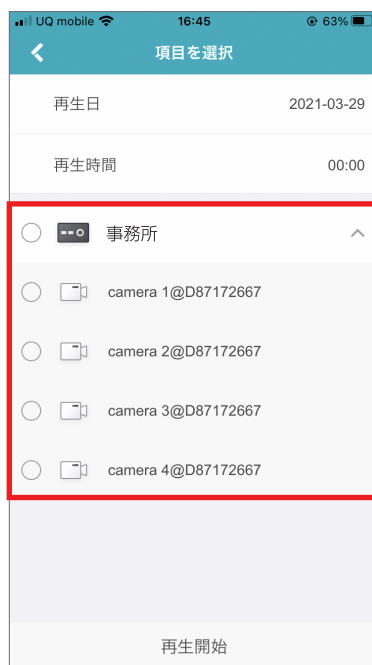 UQ mobile 16:45 63%
項目を選択
再生日 2021-03-29
再生時間 00:00
事務所
camera 1@D87172667
camera 2@D87172667
camera 3@D87172667
camera 4@D87172667
再生開始